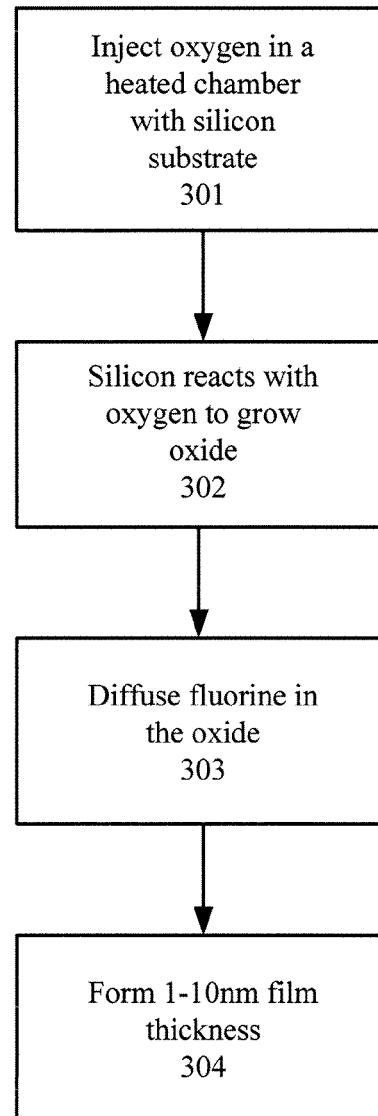 Inject oxygen in a
heated chamber
with silicon
substrate
301
Silicon reacts with
oxygen to grow
oxide
302
Diffuse fluorine in
the oxide
303
Form 1-10nm film
thickness
304